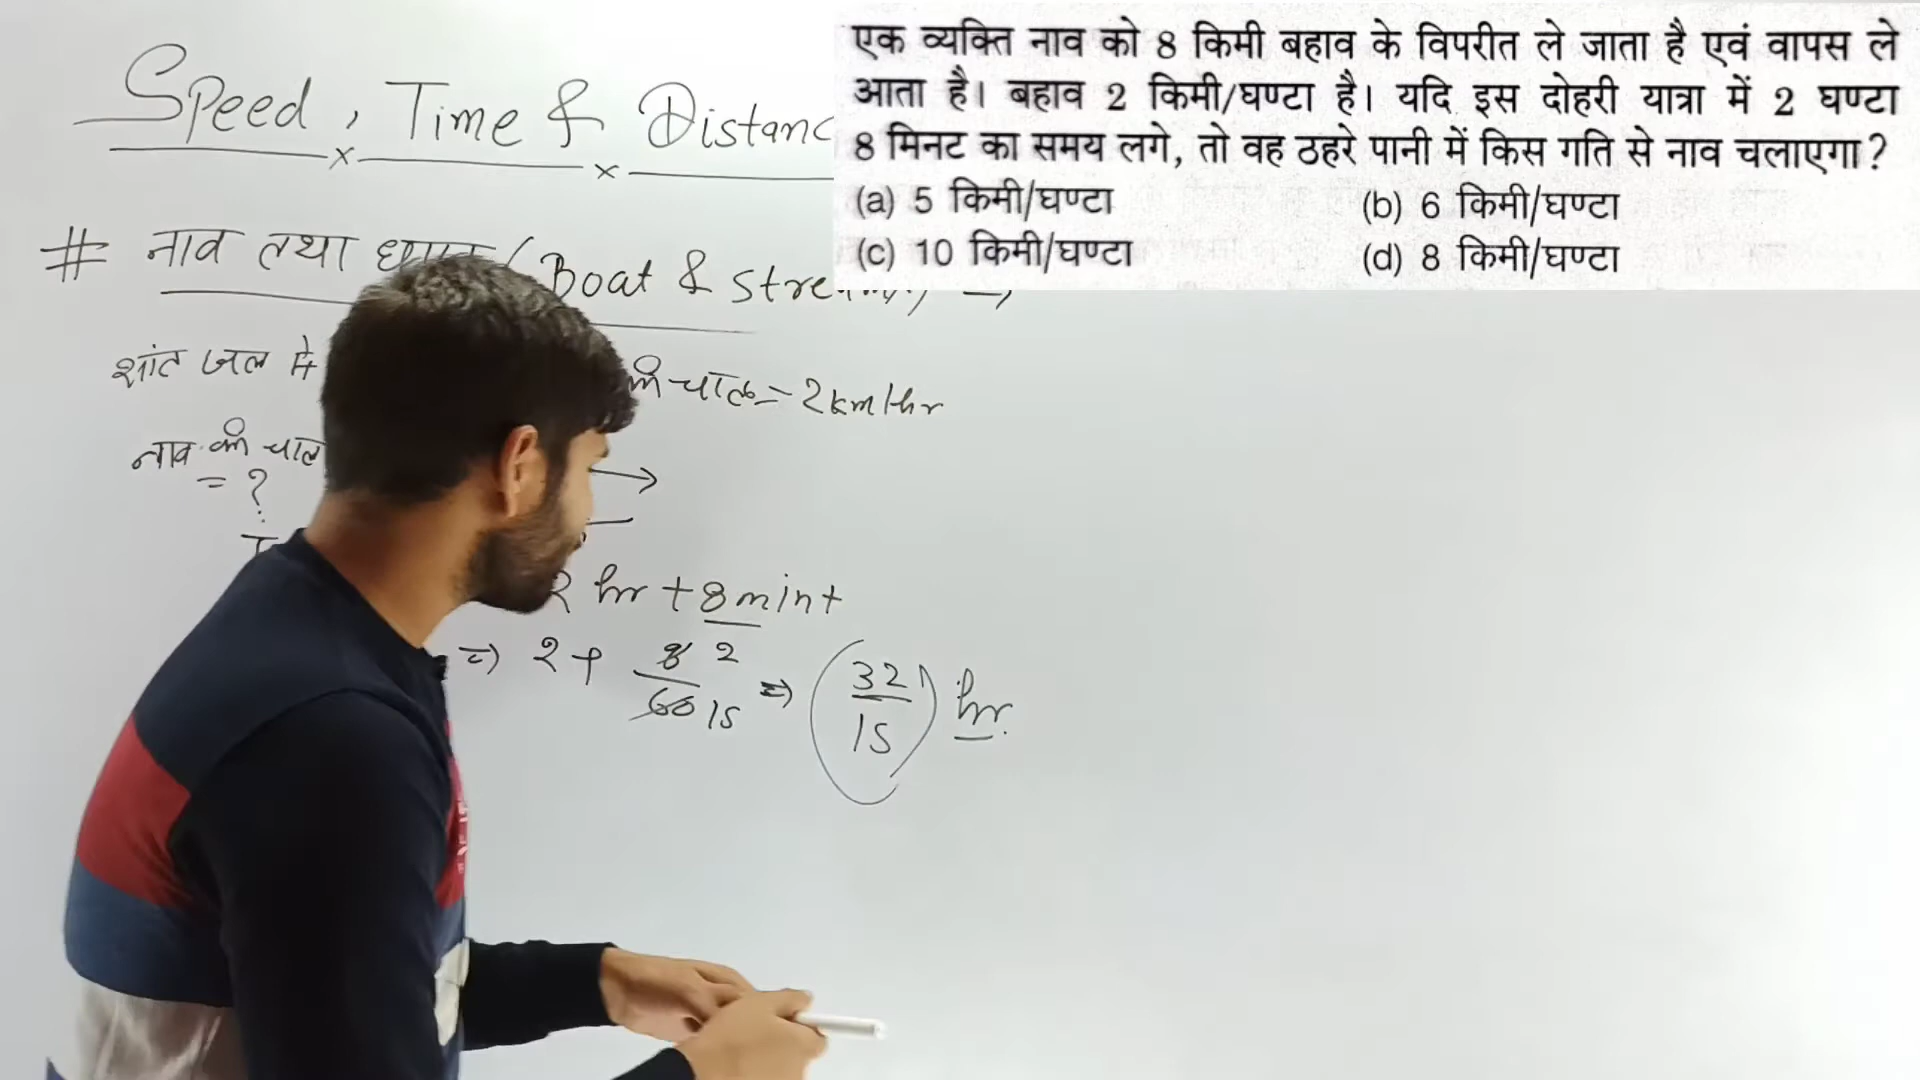 एक व्यक्ति नाव को 8 किमी बहाव के विपरीत ले जाता है एवं वापस ले
आता है। बहाव 2 किमी/घण्टा है। यदि इस दोहरी यात्रा में 2 घण्टा
8 मिनट का समय लगे, तो वह ठहरे पानी में किस गति से नाव चलाएगा?
(a) 5 किमी/घण्टा (b) 6 किमी/घण्टा
(c) 10 किमी/घण्टा (d) 8 किमी/घण्टा
Speed, Time & Distanc
# नाव तथा (Boat & Stre
शांत जल में की चाल = 2km/hr
नाव की चाल
= ?
2 hr + 8 mint
=) 2 + 8 2 =) 32 hr.
60 15 15